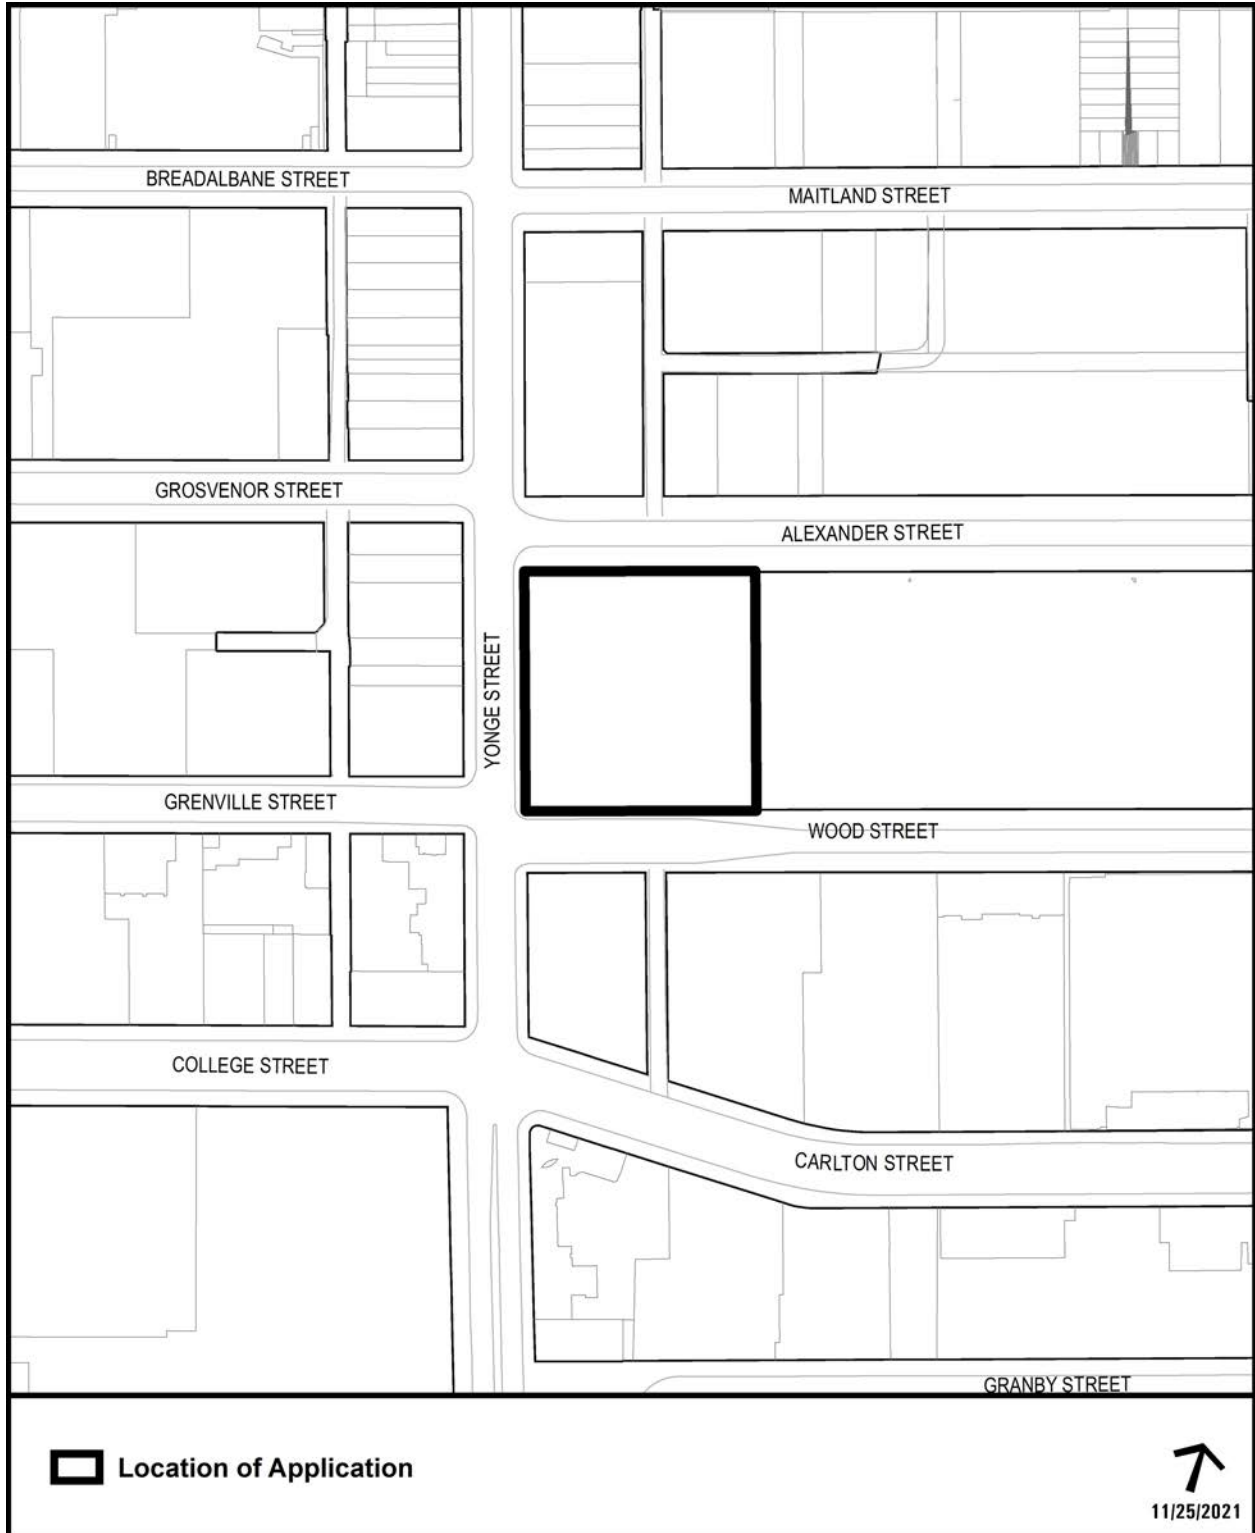 BREADALBANE STREET
MAITLAND STREET
GROSVENOR STREET
ALEXANDER STREET
YONGE STREET
GRENVILLE STREET
WOOD STREET
COLLEGE STREET
CARLTON STREET
GRANBY STREET
Location of Application
11/25/2021